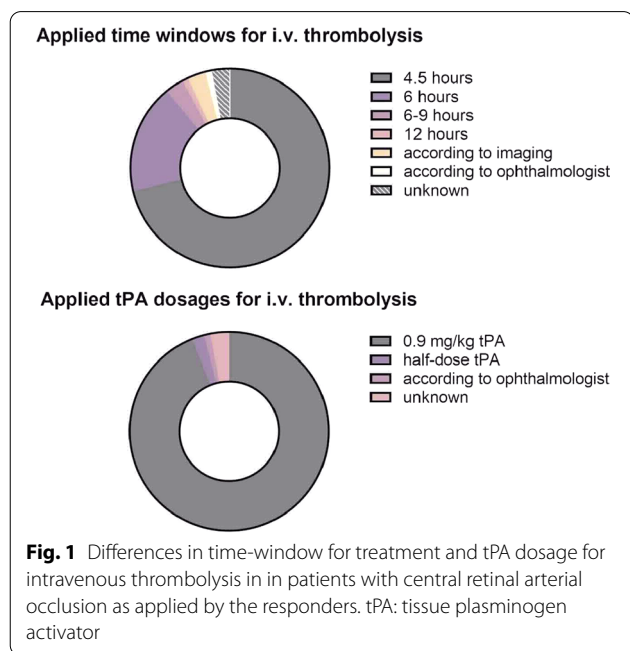 Applied time windows for i.v. thrombolysis
4.5 hours
6 hours
6-9 hours
12 hours
according to imaging
according to ophthalmologist
unknown
Applied tPA dosages for i.v. thrombolysis
0.9 mg/kg tPA
half-dose tPA
according to ophthalmologist
unknown
Fig. 1 Differences in time-window for treatment and tPA dosage for
intravenous thrombolysis in in patients with central retinal arterial
occlusion as applied by the responders. tPA: tissue plasminogen
activator